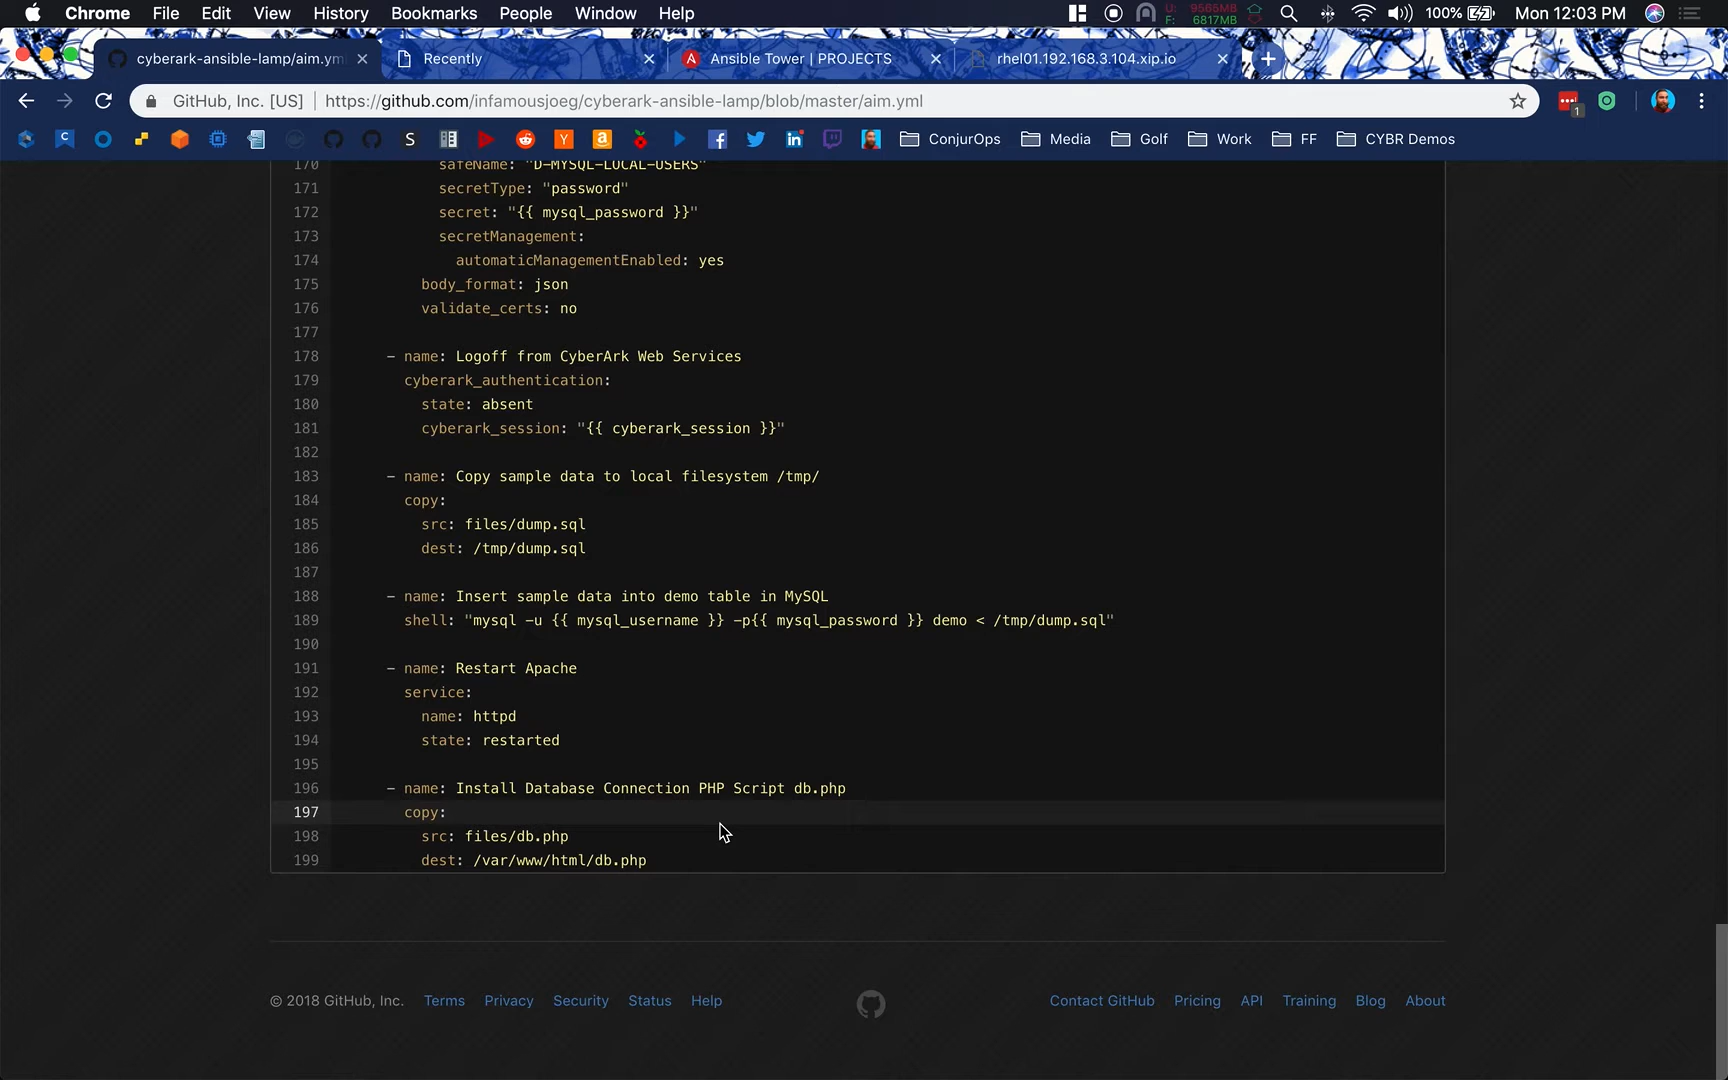 Chrome File Edit View History Bookmarks People Window Help U: 9565MB F: 6817MB 100% Mon 12:03 PM
cyberark-ansible-lamp/aim.yml Recently Ansible Tower | PROJECTS rhel01.192.168.3.104.xip.io
GitHub, Inc. [US] https://github.com/infamousjoeg/cyberark-ansible-lamp/blob/master/aim.yml 1
ConjurOps Media Golf Work FF CYBR Demos
170 safeName: "D-MYSQL-LOCAL-USERS"
171 secretType: "password"
172 secret: "{{ mysql_password }}"
173 secretManagement:
174 automaticManagementEnabled: yes
175 body_format: json
176 validate_certs: no
177
178 - name: Logoff from CyberArk Web Services
179 cyberark_authentication:
180 state: absent
181 cyberark_session: "{{ cyberark_session }}"
182
183 - name: Copy sample data to local filesystem /tmp/
184 copy:
185 src: files/dump.sql
186 dest: /tmp/dump.sql
187
188 - name: Insert sample data into demo table in MySQL
189 shell: "mysql -u {{ mysql_username }} -p{{ mysql_password }} demo < /tmp/dump.sql"
190
191 - name: Restart Apache
192 service:
193 name: httpd
194 state: restarted
195
196 - name: Install Database Connection PHP Script db.php
197 copy:
198 src: files/db.php
199 dest: /var/www/html/db.php
© 2018 GitHub, Inc. Terms Privacy Security Status Help Contact GitHub Pricing API Training Blog About